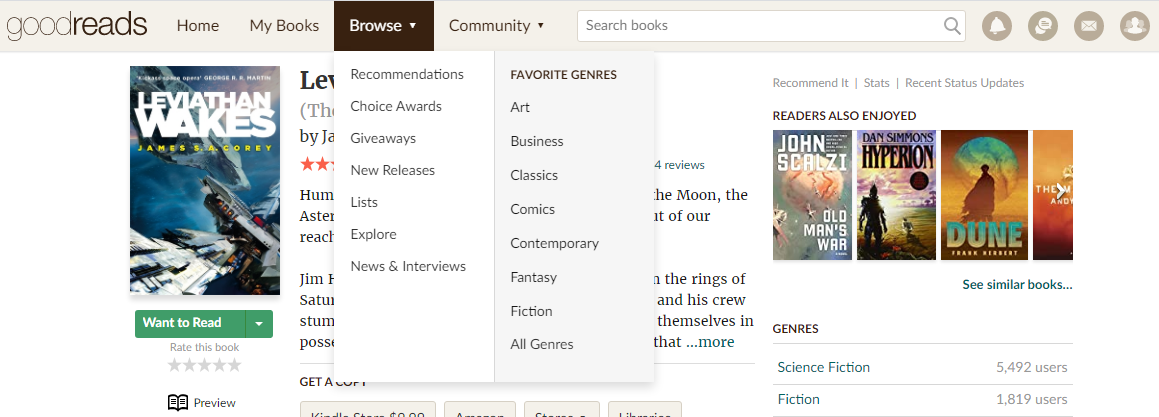 goodreads
Home
My Books
Browse ▾
Community ▾
Search books
Recommendations
Choice Awards
Giveaways
New Releases
Lists
Explore
News & Interviews
FAVORITE GENRES
Art
Business
Classics
Comics
Contemporary
Fantasy
Fiction
All Genres
'Kickass space opera' GEORGE R. R. MARTIN
LEVIATHAN
WAKES
JAMES S. A. COREY
Want to Read
Rate this book
Preview
Lev
(The
by Ja
4 reviews
Hum the Moon, the
Aster ut of our
reach
Jim H n the rings of
Satu and his crew
stum themselves in
posse that ...more
GET A COPY
Kindle Store $9.99
Amazon
Stores
Libraries
Recommend It | Stats | Recent Status Updates
READERS ALSO ENJOYED
JOHN
SCALZI
OLD
MAN'S
WAR
DAN SIMMONS
HYPERION
DUNE
FRANK HERBERT
THE M
ANDY
See similar books…
GENRES
Science Fiction 5,492 users
Fiction 1,819 users